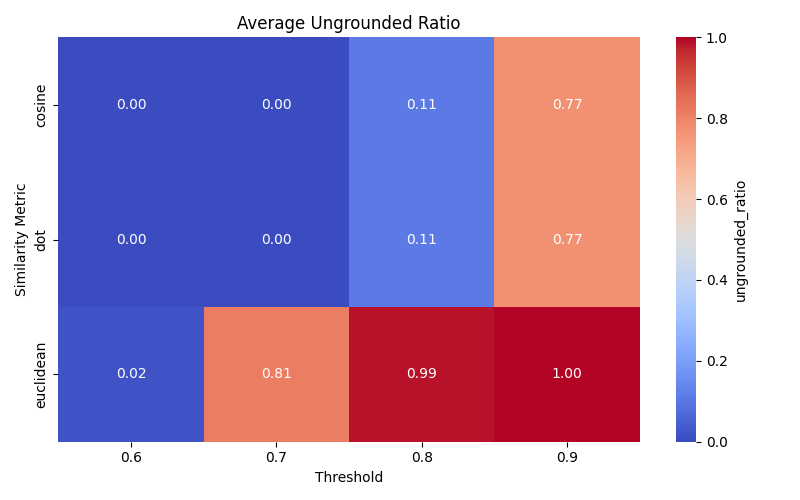 Average Ungrounded Ratio
Similarity Metric
cosine
0.00 0.00 0.11 0.77
dot
0.00 0.00 0.11 0.77
euclidean
0.02 0.81 0.99 1.00
0.6 0.7 0.8 0.9
Threshold
1.0
0.8
0.6
0.4
0.2
0.0
ungrounded_ratio